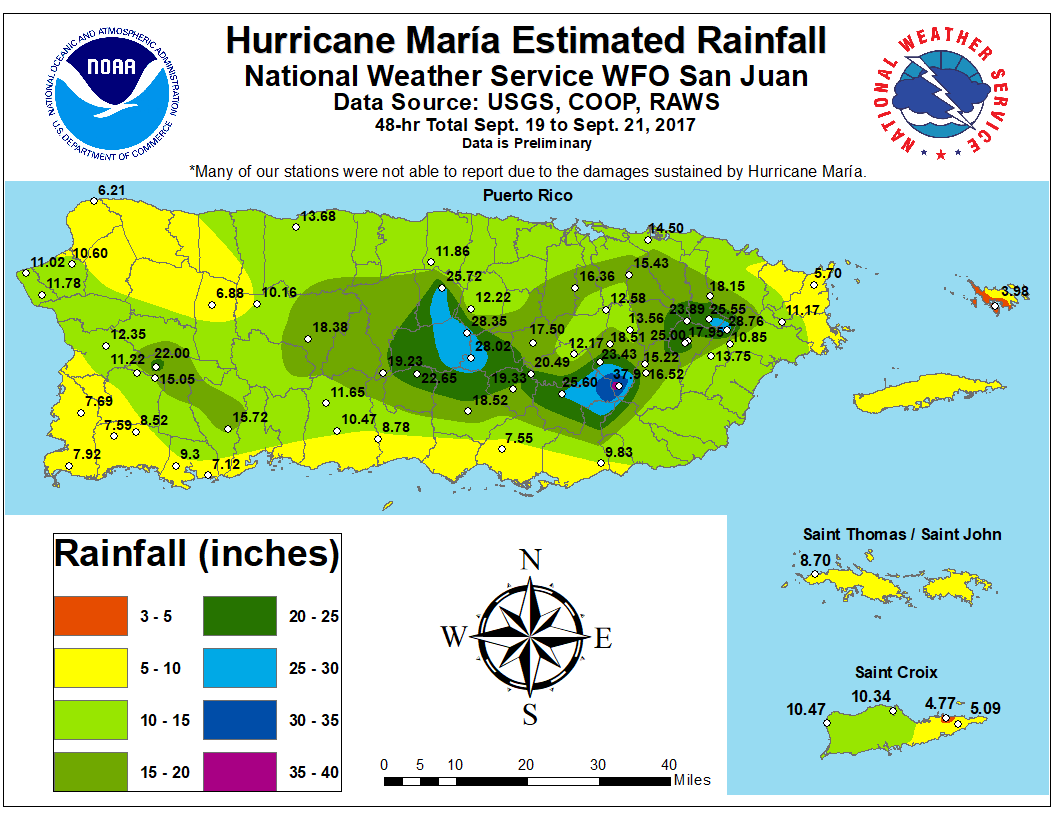 Hurricane María Estimated Rainfall
National Weather Service WFO San Juan
Data Source: USGS, COOP, RAWS
48-hr Total Sept. 19 to Sept. 21, 2017
Data is Preliminary
*Many of our stations were not able to report due to the damages sustained by Hurricane María.
NATIONAL OCEANIC AND ATMOSPHERIC ADMINISTRATION
NOAA
U.S. DEPARTMENT OF COMMERCE
NATIONAL WEATHER SERVICE
Puerto Rico
6.21
13.68
14.50
11.02
10.60
11.86
15.43
5.70
11.78
25.72
16.36
18.15
3.98
6.88
10.16
12.22
12.58
18.38
28.35
17.50
13.56
23.89
25.55
28.76
11.17
12.35
28.02
12.17
18.51
25.00
17.95
10.85
11.22
22.00
19.23
20.49
23.43
15.22
13.75
15.05
22.65
19.33
25.60
37.9
16.52
7.69
11.65
18.52
7.59
8.52
15.72
10.47
8.78
7.55
9.83
7.92
9.3
7.12
Rainfall (inches)
3 - 5
20 - 25
5 - 10
25 - 30
10 - 15
30 - 35
15 - 20
35 - 40
N
W
E
S
0 5 10 20 30 40
Miles
Saint Thomas / Saint John
8.70
Saint Croix
10.47
10.34
4.77
5.09